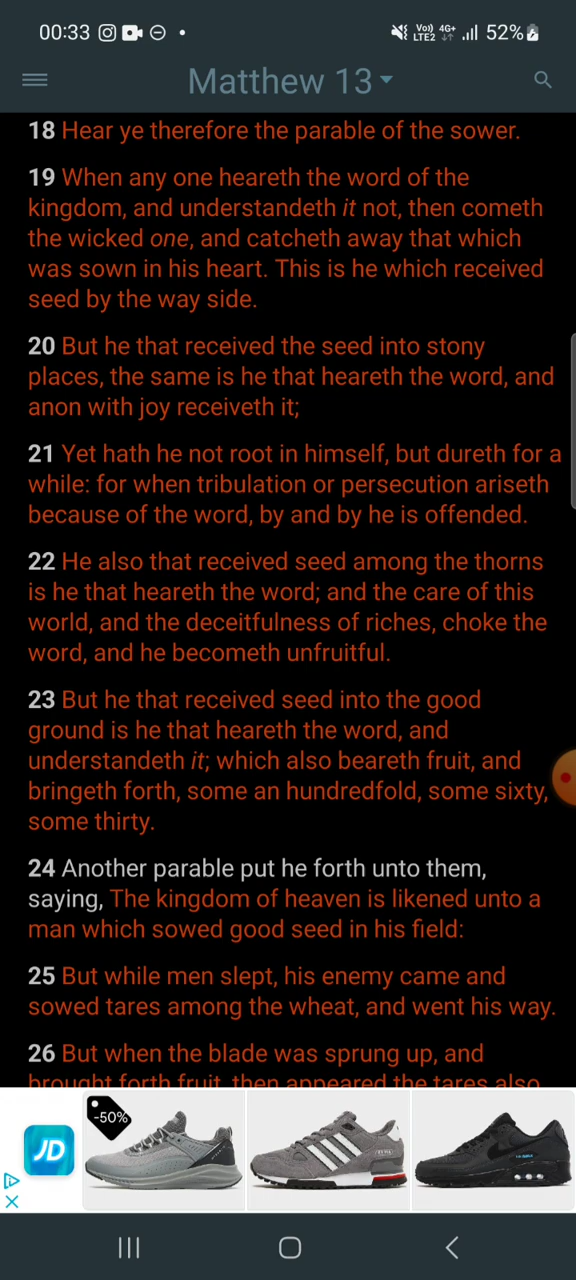 00:33 52%
Vo)) LTE2 4G+
Matthew 13
18 Hear ye therefore the parable of the sower.
19 When any one heareth the word of the
kingdom, and understandeth it not, then cometh
the wicked one, and catcheth away that which
was sown in his heart. This is he which received
seed by the way side.
20 But he that received the seed into stony
places, the same is he that heareth the word, and
anon with joy receiveth it;
21 Yet hath he not root in himself, but dureth for a
while: for when tribulation or persecution ariseth
because of the word, by and by he is offended.
22 He also that received seed among the thorns
is he that heareth the word; and the care of this
world, and the deceitfulness of riches, choke the
word, and he becometh unfruitful.
23 But he that received seed into the good
ground is he that heareth the word, and
understandeth it; which also beareth fruit, and
bringeth forth, some an hundredfold, some sixty,
some thirty.
24 Another parable put he forth unto them,
saying, The kingdom of heaven is likened unto a
man which sowed good seed in his field:
25 But while men slept, his enemy came and
sowed tares among the wheat, and went his way.
26 But when the blade was sprung up, and
brought forth fruit, then appeared the tares also
JD
-50%